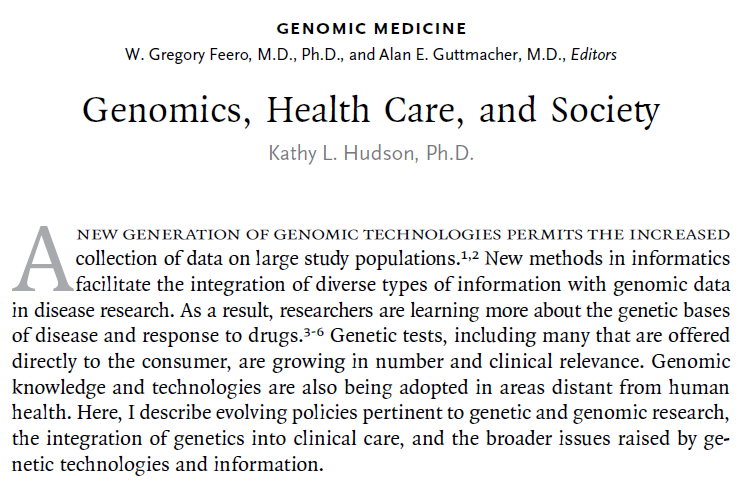 GENOMIC MEDICINE
W. Gregory Feero, M.D., Ph.D., and Alan E. Guttmacher, M.D., Editors
Genomics, Health Care, and Society
Kathy L. Hudson, Ph.D.
A NEW GENERATION OF GENOMIC TECHNOLOGIES PERMITS THE INCREASED
collection of data on large study populations.1,2 New methods in informatics
facilitate the integration of diverse types of information with genomic data
in disease research. As a result, researchers are learning more about the genetic bases
of disease and response to drugs.3-6 Genetic tests, including many that are offered
directly to the consumer, are growing in number and clinical relevance. Genomic
knowledge and technologies are also being adopted in areas distant from human
health. Here, I describe evolving policies pertinent to genetic and genomic research,
the integration of genetics into clinical care, and the broader issues raised by ge-
netic technologies and information.